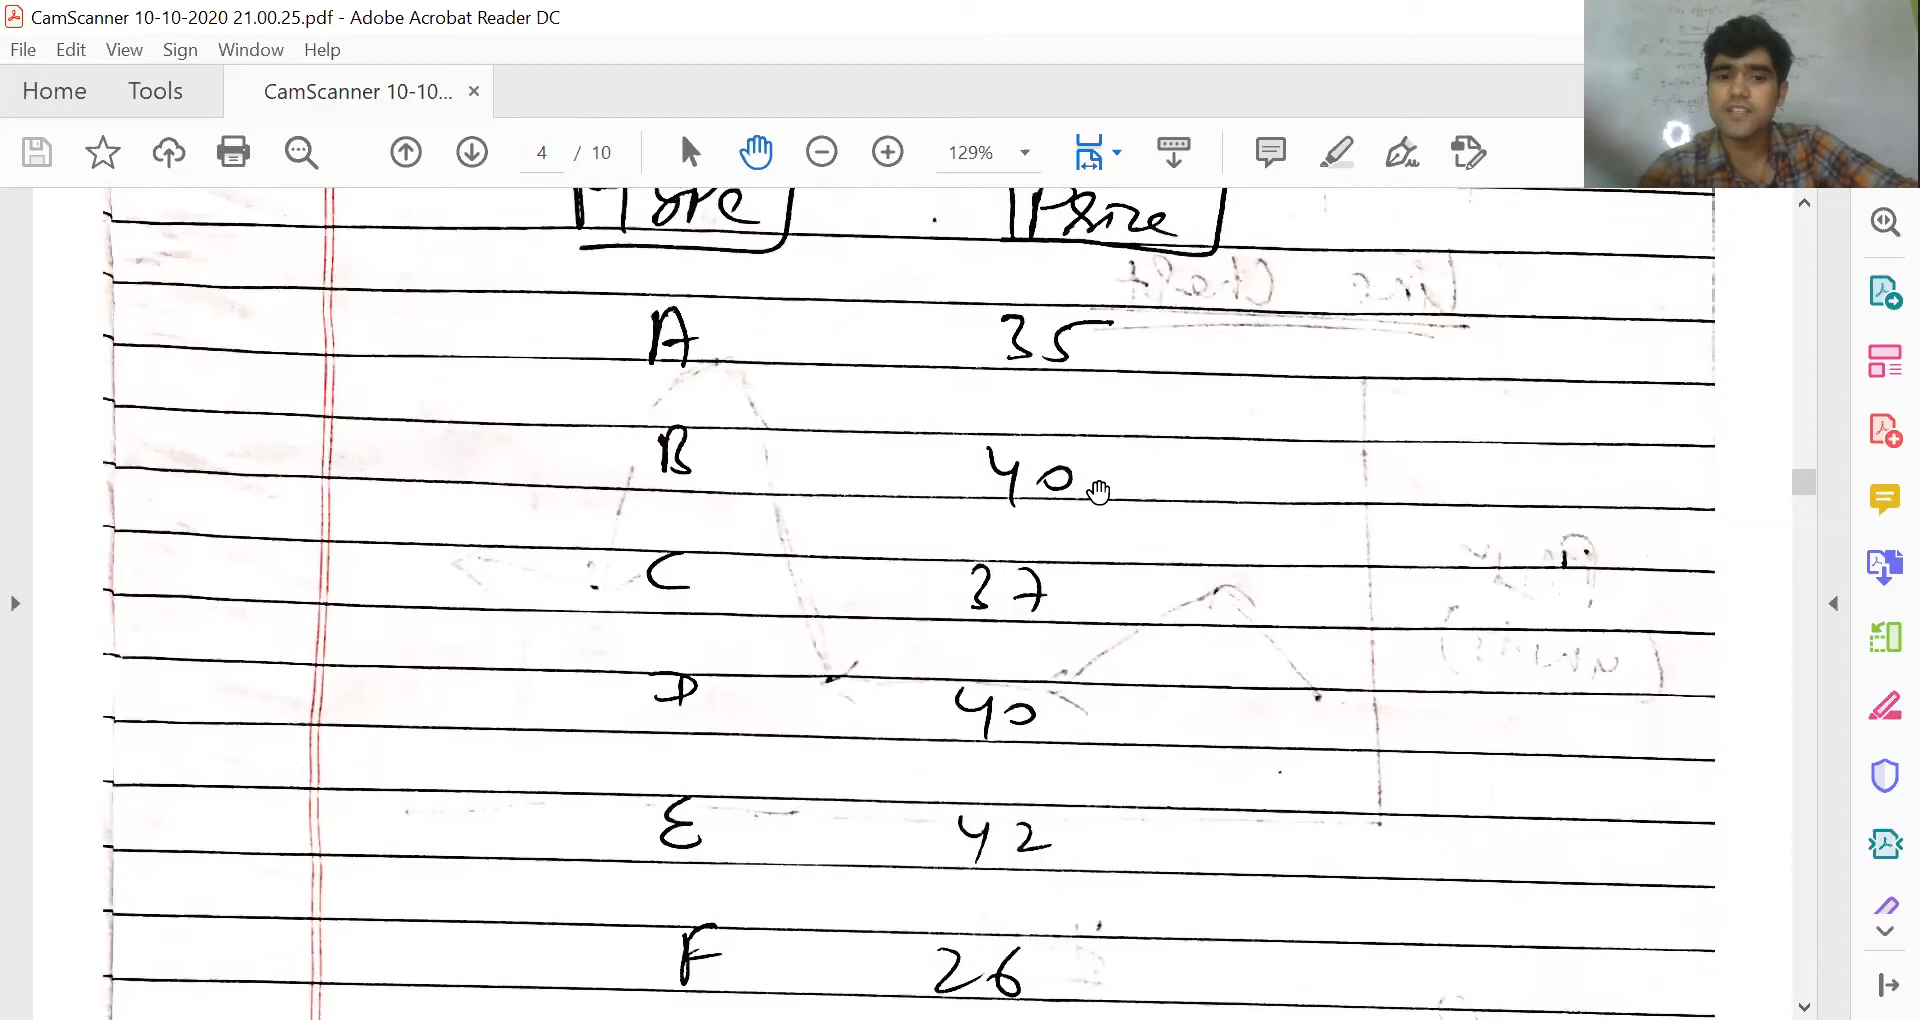 CamScanner 10-10-2020 21.00.25.pdf - Adobe Acrobat Reader DC
File Edit View Sign Window Help
Home Tools CamScanner 10-10... ×
4 / 10 129%
Prize
A 35
B 40
C 37
D 40
E 42
F 26